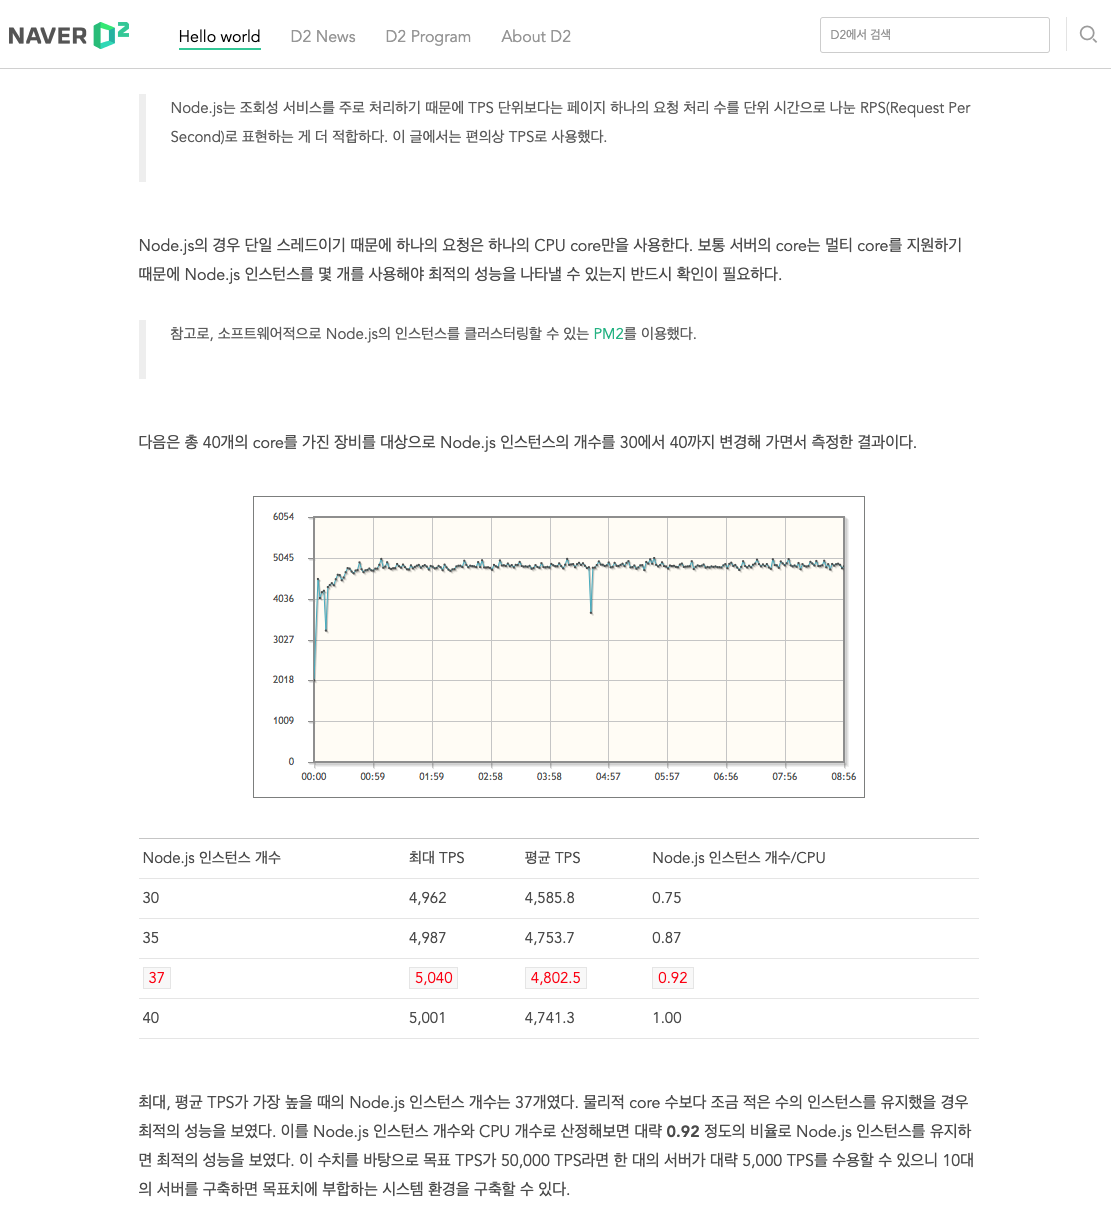 NAVER D2 Hello world D2 News D2 Program About D2 D2에서 검색
Node.js는 조회성 서비스를 주로 처리하기 때문에 TPS 단위보다는 페이지 하나의 요청 처리 수를 단위 시간으로 나눈 RPS(Request Per
Second)로 표현하는 게 더 적합하다. 이 글에서는 편의상 TPS로 사용했다.
Node.js의 경우 단일 스레드이기 때문에 하나의 요청은 하나의 CPU core만을 사용한다. 보통 서버의 core는 멀티 core를 지원하기
때문에 Node.js 인스턴스를 몇 개를 사용해야 최적의 성능을 나타낼 수 있는지 반드시 확인이 필요하다.
참고로, 소프트웨어적으로 Node.js의 인스턴스를 클러스터링할 수 있는 PM2를 이용했다.
다음은 총 40개의 core를 가진 장비를 대상으로 Node.js 인스턴스의 개수를 30에서 40까지 변경해 가면서 측정한 결과이다.
6054
5045
4036
3027
2018
1009
0
00:00 00:59 01:59 02:58 03:58 04:57 05:57 06:56 07:56 08:56
Node.js 인스턴스 개수 최대 TPS 평균 TPS Node.js 인스턴스 개수/CPU
30 4,962 4,585.8 0.75
35 4,987 4,753.7 0.87
37 5,040 4,802.5 0.92
40 5,001 4,741.3 1.00
최대, 평균 TPS가 가장 높을 때의 Node.js 인스턴스 개수는 37개였다. 물리적 core 수보다 조금 적은 수의 인스턴스를 유지했을 경우
최적의 성능을 보였다. 이를 Node.js 인스턴스 개수와 CPU 개수로 산정해보면 대략 0.92 정도의 비율로 Node.js 인스턴스를 유지하
면 최적의 성능을 보였다. 이 수치를 바탕으로 목표 TPS가 50,000 TPS라면 한 대의 서버가 대략 5,000 TPS를 수용할 수 있으니 10대
의 서버를 구축하면 목표치에 부합하는 시스템 환경을 구축할 수 있다.